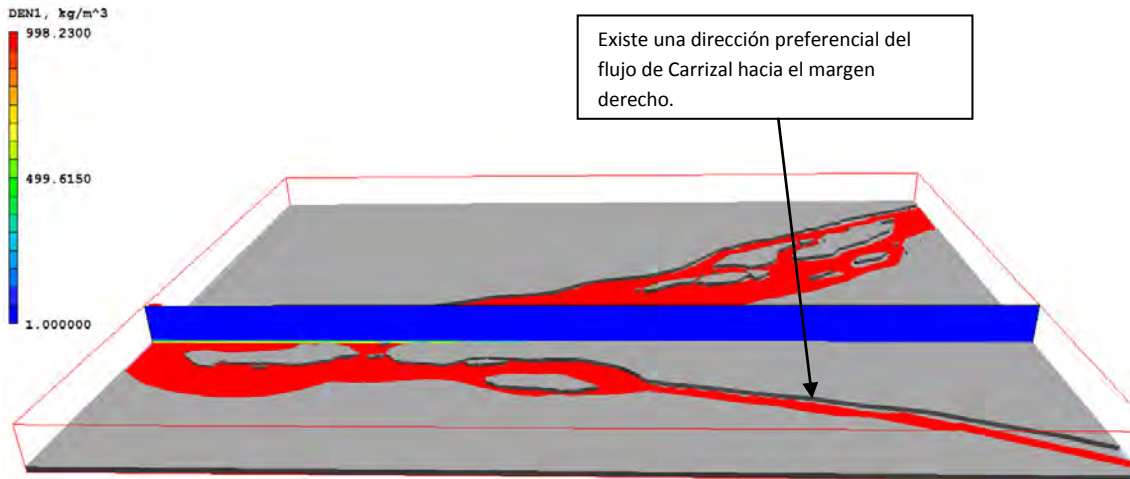 DEN1, kg/m^3
998.2300
499.6150
1.000000
Existe una dirección preferencial del
flujo de Carrizal hacia el margen
derecho.